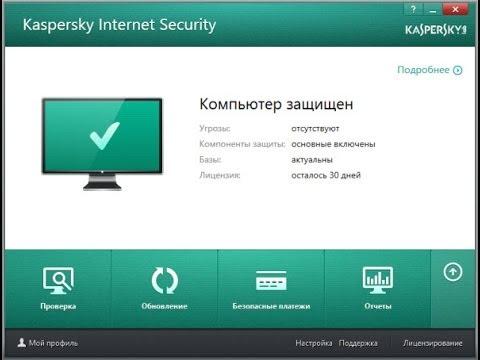 Kaspersky Internet Security
KASPERSKY
Подробнее
Компьютер защищен
Угрозы: отсутствуют
Компоненты защиты: основные включены
Базы: актуальны
Лицензия: осталось 30 дней
Проверка Обновление Безопасные платежи Отчеты
Мой профиль Настройка Поддержка Лицензирование